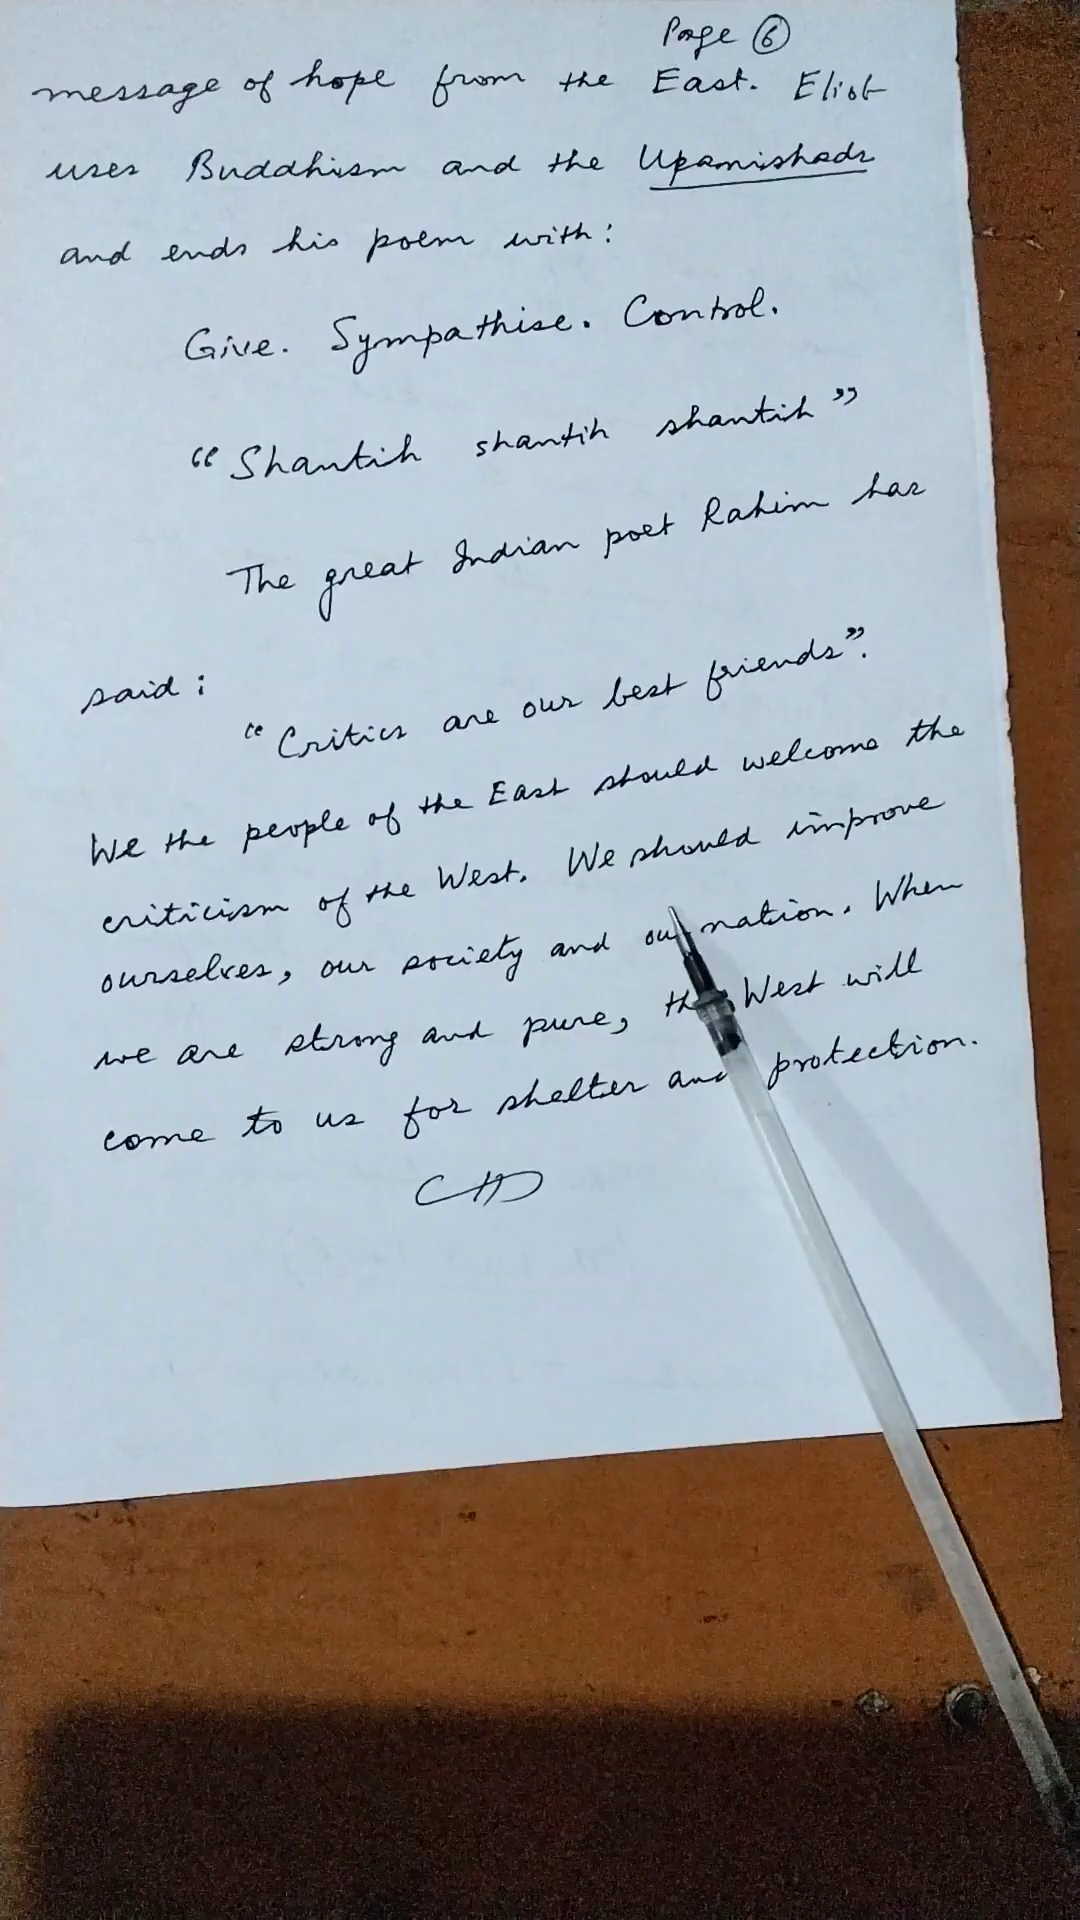 Page 6
message of hope from the East. Eliot
uses Buddhism and the Upanishads
and ends his poem with:
Give. Sympathise. Control.
"Shantih shantih shantih"
The great Indian poet Rahim has
said:
"Critics are our best friends".
We the people of the East should welcome the
criticism of the West. We should improve
ourselves, our society and our nation. When
we are strong and pure, the West will
come to us for shelter and protection.